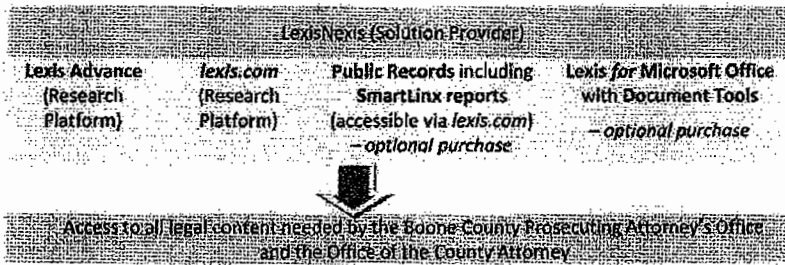 LexisNexis (Solution Provider)
Lexis Advance
(Research
Platform)
lexis.com
(Research
Platform)
Public Records including
SmartLinx reports
(accessible via lexis.com)
– optional purchase
Lexis for Microsoft Office
with Document Tools
– optional purchase
Access to all legal content needed by the Boone County Prosecuting Attorney's Office
and the Office of the County Attorney